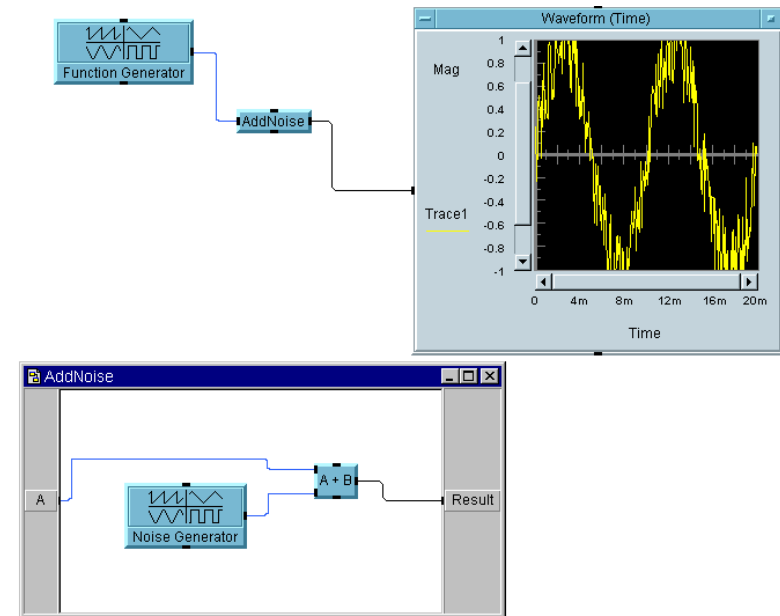 Function Generator
AddNoise
Waveform (Time)
Mag
Trace1
1
0.8
0.6
0.4
0.2
0
-0.2
-0.4
-0.6
-0.8
-1
0 4m 8m 12m 16m 20m
Time
AddNoise
A
Noise Generator
A + B
Result